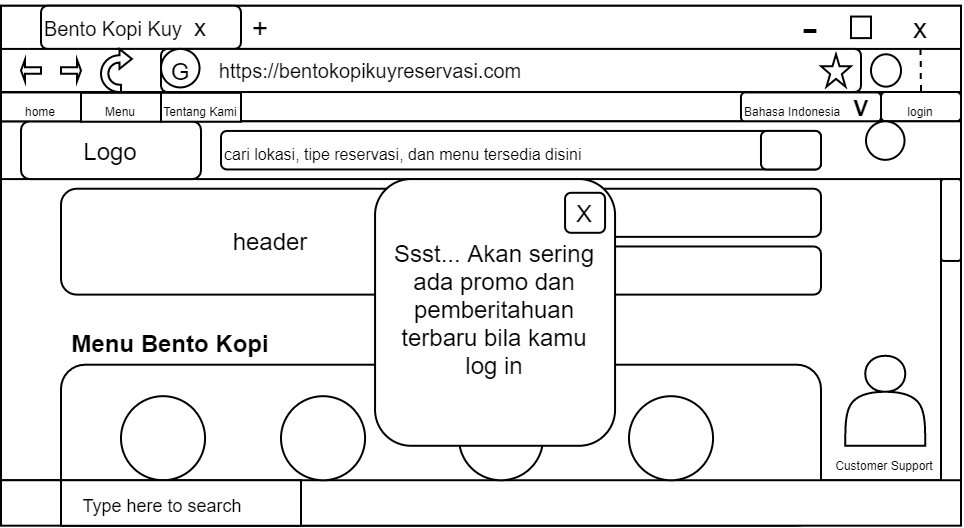 Bento Kopi Kuy x +
- X
G https://bentokopikuyreservasi.com
home Menu Tentang Kami Bahasa Indonesia V login
Logo
cari lokasi, tipe reservasi, dan menu tersedia disini
X
header
Ssst... Akan sering
ada promo dan
pemberitahuan
terbaru bila kamu
log in
Menu Bento Kopi
Customer Support
Type here to search